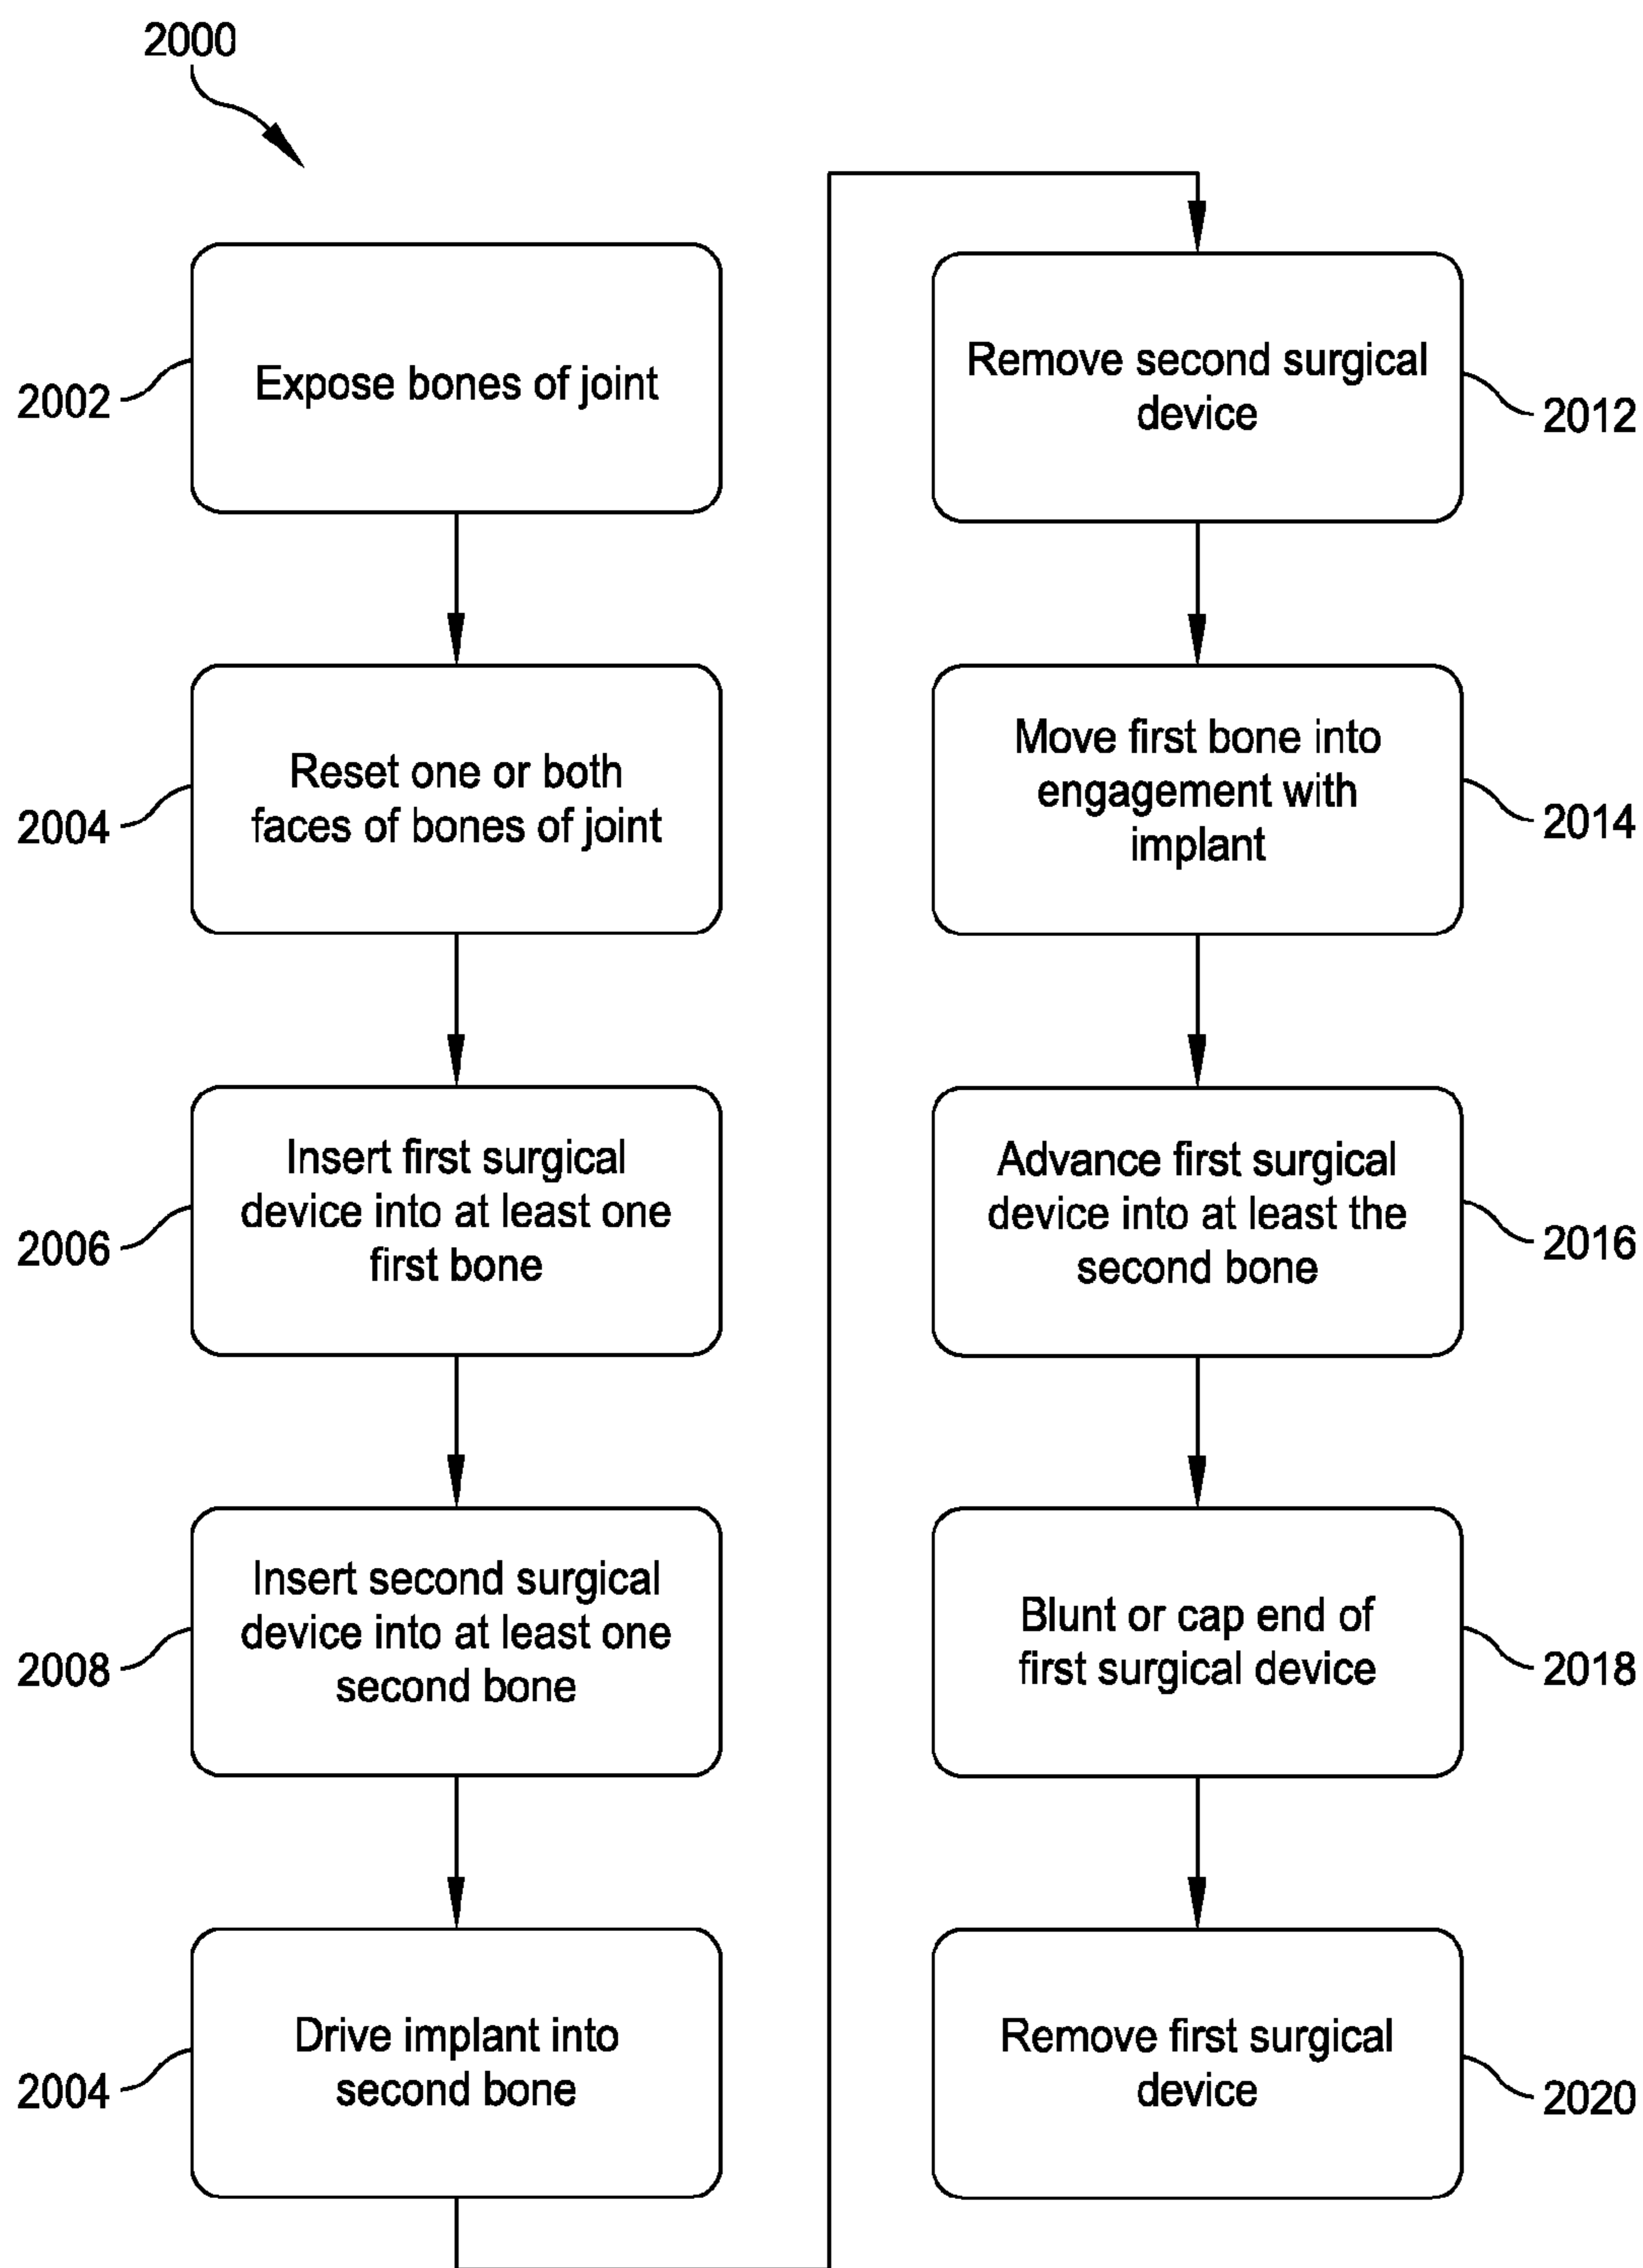 2000
2002
Expose bones of joint
2004
Reset one or both
faces of bones of joint
2006
Insert first surgical
device into at least one
first bone
2008
Insert second surgical
device into at least one
second bone
2004
Drive implant into
second bone
Remove second surgical
device
2012
Move first bone into
engagement with
implant
2014
Advance first surgical
device into at least the
second bone
2016
Blunt or cap end of
first surgical device
2018
Remove first surgical
device
2020